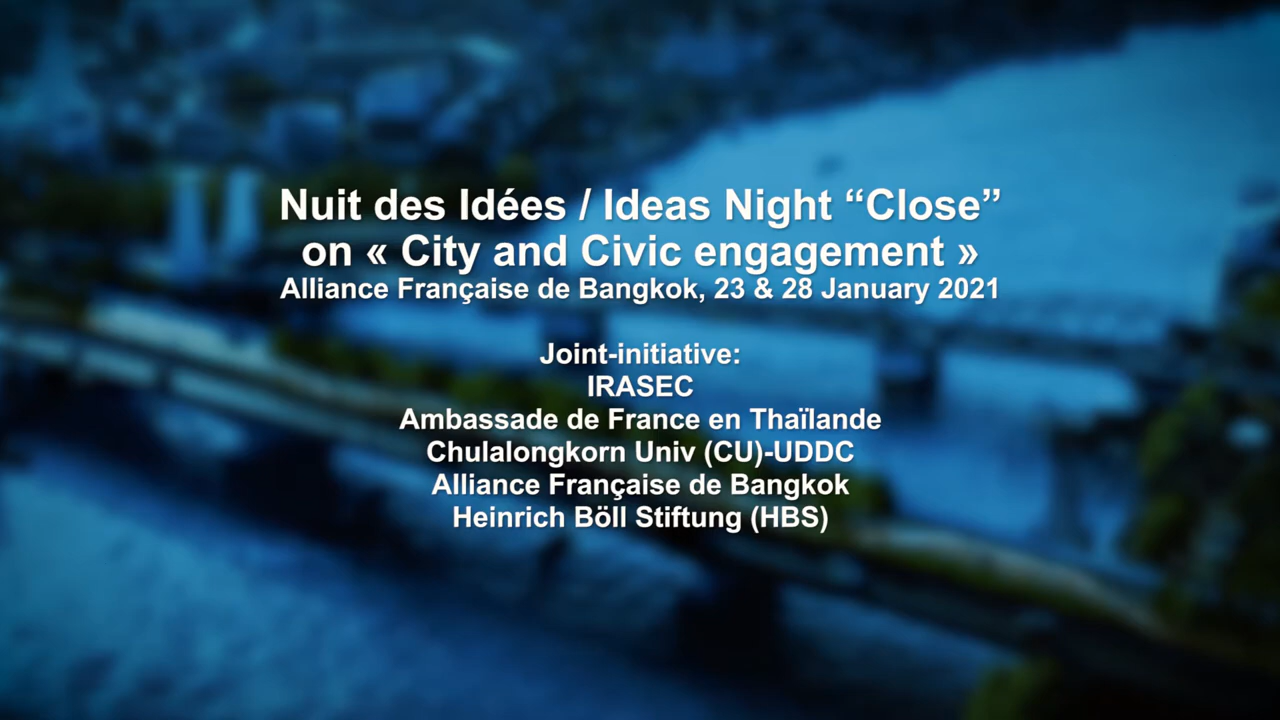 Nuit des Idées / Ideas Night “Close”
on « City and Civic engagement »
Alliance Française de Bangkok, 23 & 28 January 2021
Joint-initiative:
IRASEC
Ambassade de France en Thaïlande
Chulalongkorn Univ (CU)-UDDC
Alliance Française de Bangkok
Heinrich Böll Stiftung (HBS)